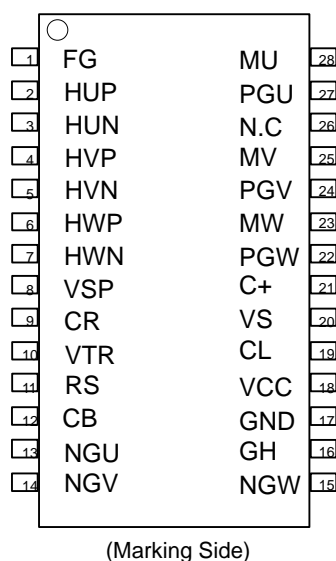 1 FG MU 28
2 HUP PGU 27
3 HUN N.C 26
4 HVP MV 25
5 HVN PGV 24
6 HWP MW 23
7 HWN PGW 22
8 VSP C+ 21
9 CR VS 20
10 VTR CL 19
11 RS VCC 18
12 CB GND 17
13 NGU GH 16
14 NGV NGW 15
(Marking Side)